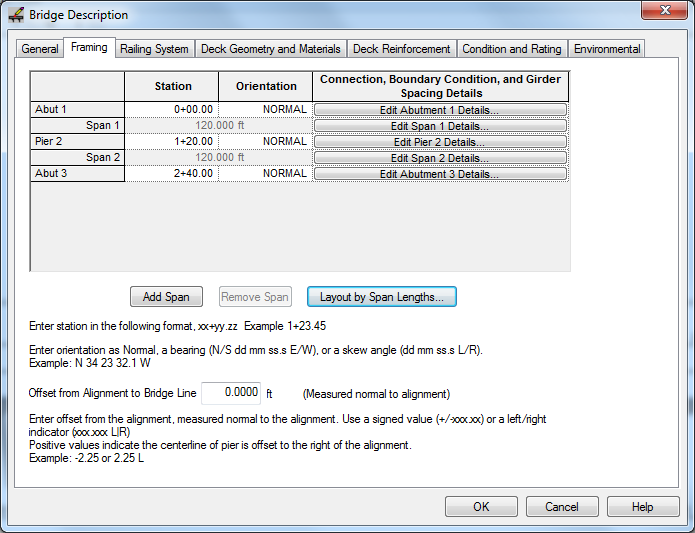 Bridge Description
General Framing Railing System Deck Geometry and Materials Deck Reinforcement Condition and Rating Environmental
Station Orientation Connection, Boundary Condition, and Girder Spacing Details
Abut 1 0+00.00 NORMAL Edit Abutment 1 Details...
Span 1 120.000 ft Edit Span 1 Details...
Pier 2 1+20.00 NORMAL Edit Pier 2 Details...
Span 2 120.000 ft Edit Span 2 Details...
Abut 3 2+40.00 NORMAL Edit Abutment 3 Details...
Add Span Remove Span Layout by Span Lengths...
Enter station in the following format, xx+yy.zz Example 1+23.45
Enter orientation as Normal, a bearing (N/S dd mm ss.s E/W), or a skew angle (dd mm ss.s L/R).
Example: N 34 23 32.1 W
Offset from Alignment to Bridge Line 0.0000 ft (Measured normal to alignment)
Enter offset from the alignment, measured normal to the alignment. Use a signed value (+/-xxx.xx) or a left/right
indicator (xxx.xxx L|R)
Positive values indicate the centerline of pier is offset to the right of the alignment.
Example: -2.25 or 2.25 L
OK Cancel Help